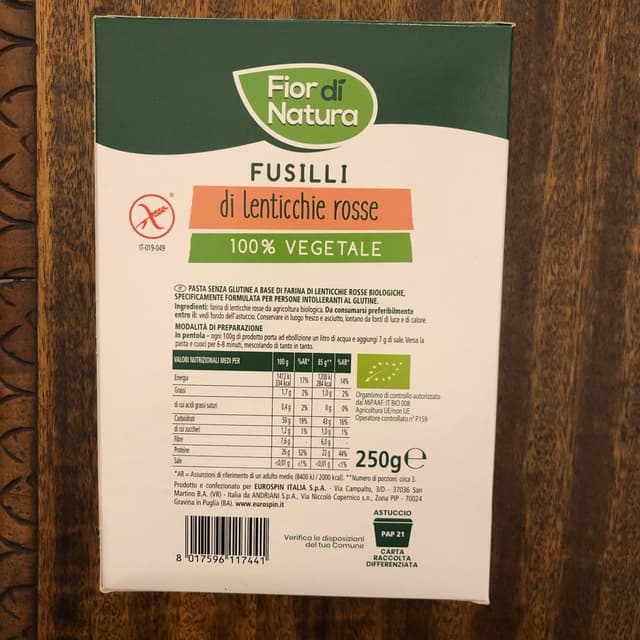 Fior di
Natura
FUSILLI
di lenticchie rosse
100% VEGETALE
IT-019-049
PASTA SENZA GLUTINE A BASE DI FARINA DI LENTICCHIE ROSSE BIOLOGICHE,
SPECIFICAMENTE FORMULATA PER PERSONE INTOLLERANTI AL GLUTINE.
Ingredienti: farina di lenticchie rosse da agricoltura biologica. Da consumarsi preferibilmente
entro il: vedi fondo dell'astuccio. Conservare in luogo fresco e asciutto, lontano da fonti di luce e di calore.
MODALITÀ DI PREPARAZIONE
In pentola - ogni 100g di prodotto porta ad ebollizione un litro di acqua e aggiungi 7 g di sale. Versa la
pasta e cuoci per 6-8 minuti, mescolando di tanto in tanto.
VALORI NUTRIZIONALI MEDI PER 100 g %AR* 85 g** %AR*
Energia 1412 kJ 334 kcal 17% 1200 kJ 284 kcal 14%
Grassi 1,7 g 2% 2%
di cui acidi grassi saturi 0,4 g 2% 0 g 0%
Carboidrati 50 g 19% 43 g 16%
di cui zuccheri 1,2 g 1% 1,0 g 1%
Fibre 7,6 g - 6,0 g -
Proteine 26 g 52% 22 g 44%
Sale <0,01 g <1% <0,01 g <1%
Organismo di controllo autorizzato
dal MiPAAF: IT BIO 008
Agricoltura UE/non UE
Operatore controllato n° P159
250g e
*AR = Assunzioni di riferimento di un adulto medio (8400 kJ / 2000 kcal). **Numero di porzioni: circa 3.
Prodotto e confezionato per EUROSPIN ITALIA S.p.A. - Via Campalto, 3/D - 37036 San
Martino B.A. (VR) - Italia da ANDRIANI S.p.A., Via Niccolò Copernico s.n., Zona PIP - 70024
Gravina in Puglia (BA). www.eurospin.it
8 017596 117441
Verifica le disposizioni
del tuo Comune
ASTUCCIO
PAP 21
CARTA
RACCOLTA
DIFFERENZIATA